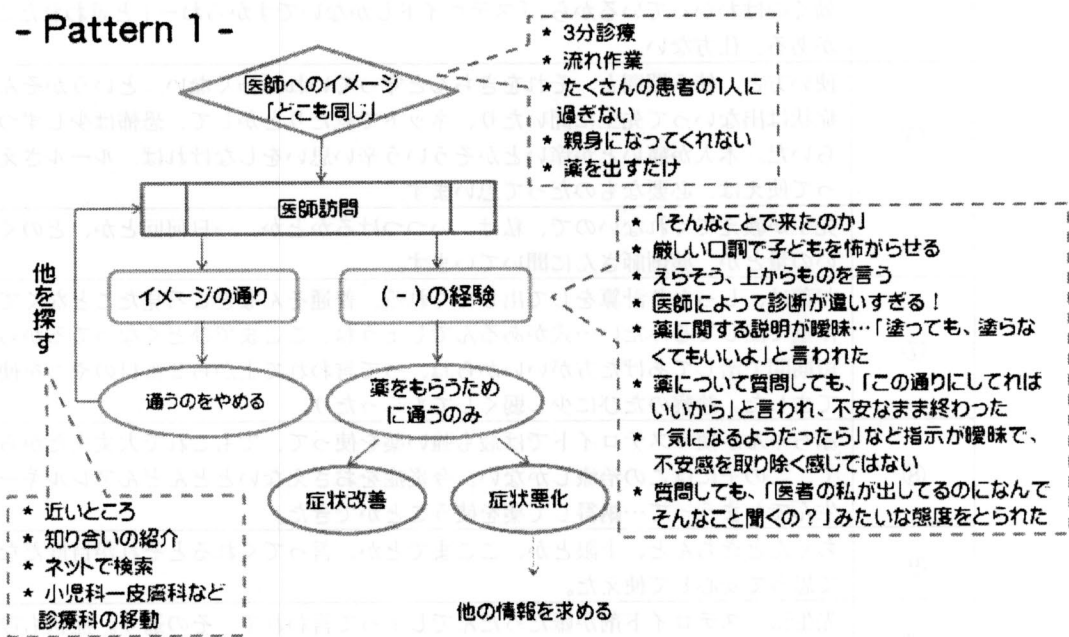 - Pattern 1 -
医師へのイメージ
「どこも同じ」
* 3分診療
* 流れ作業
* たくさんの患者の1人に
過ぎない
* 親身になってくれない
* 薬を出すだけ
医師訪問
他を探す
イメージの通り
(－)の経験
通うのをやめる
薬をもらうため
に通うのみ
症状改善
症状悪化
他の情報を求める
* 「そんなことで来たのか」
* 厳しい口調で子どもを怖がらせる
* えらそう、上からものを言う
* 医師によって診断が違いすぎる！
* 薬に関する説明が曖昧…「塗っても、塗らな
くてもいいよ」と言われた
* 薬について質問しても、「この通りにしてれば
いいから」と言われ、不安なまま終わった
* 「気になるようだったら」など指示が曖昧で、
不安感を取り除く感じではない
* 質問しても、「医者の私が出してるのになんで
そんなこと聞くの？」みたいな態度をとられた
* 近いところ
* 知り合いの紹介
* ネットで検索
* 小児科ー皮膚科など
診療科の移動